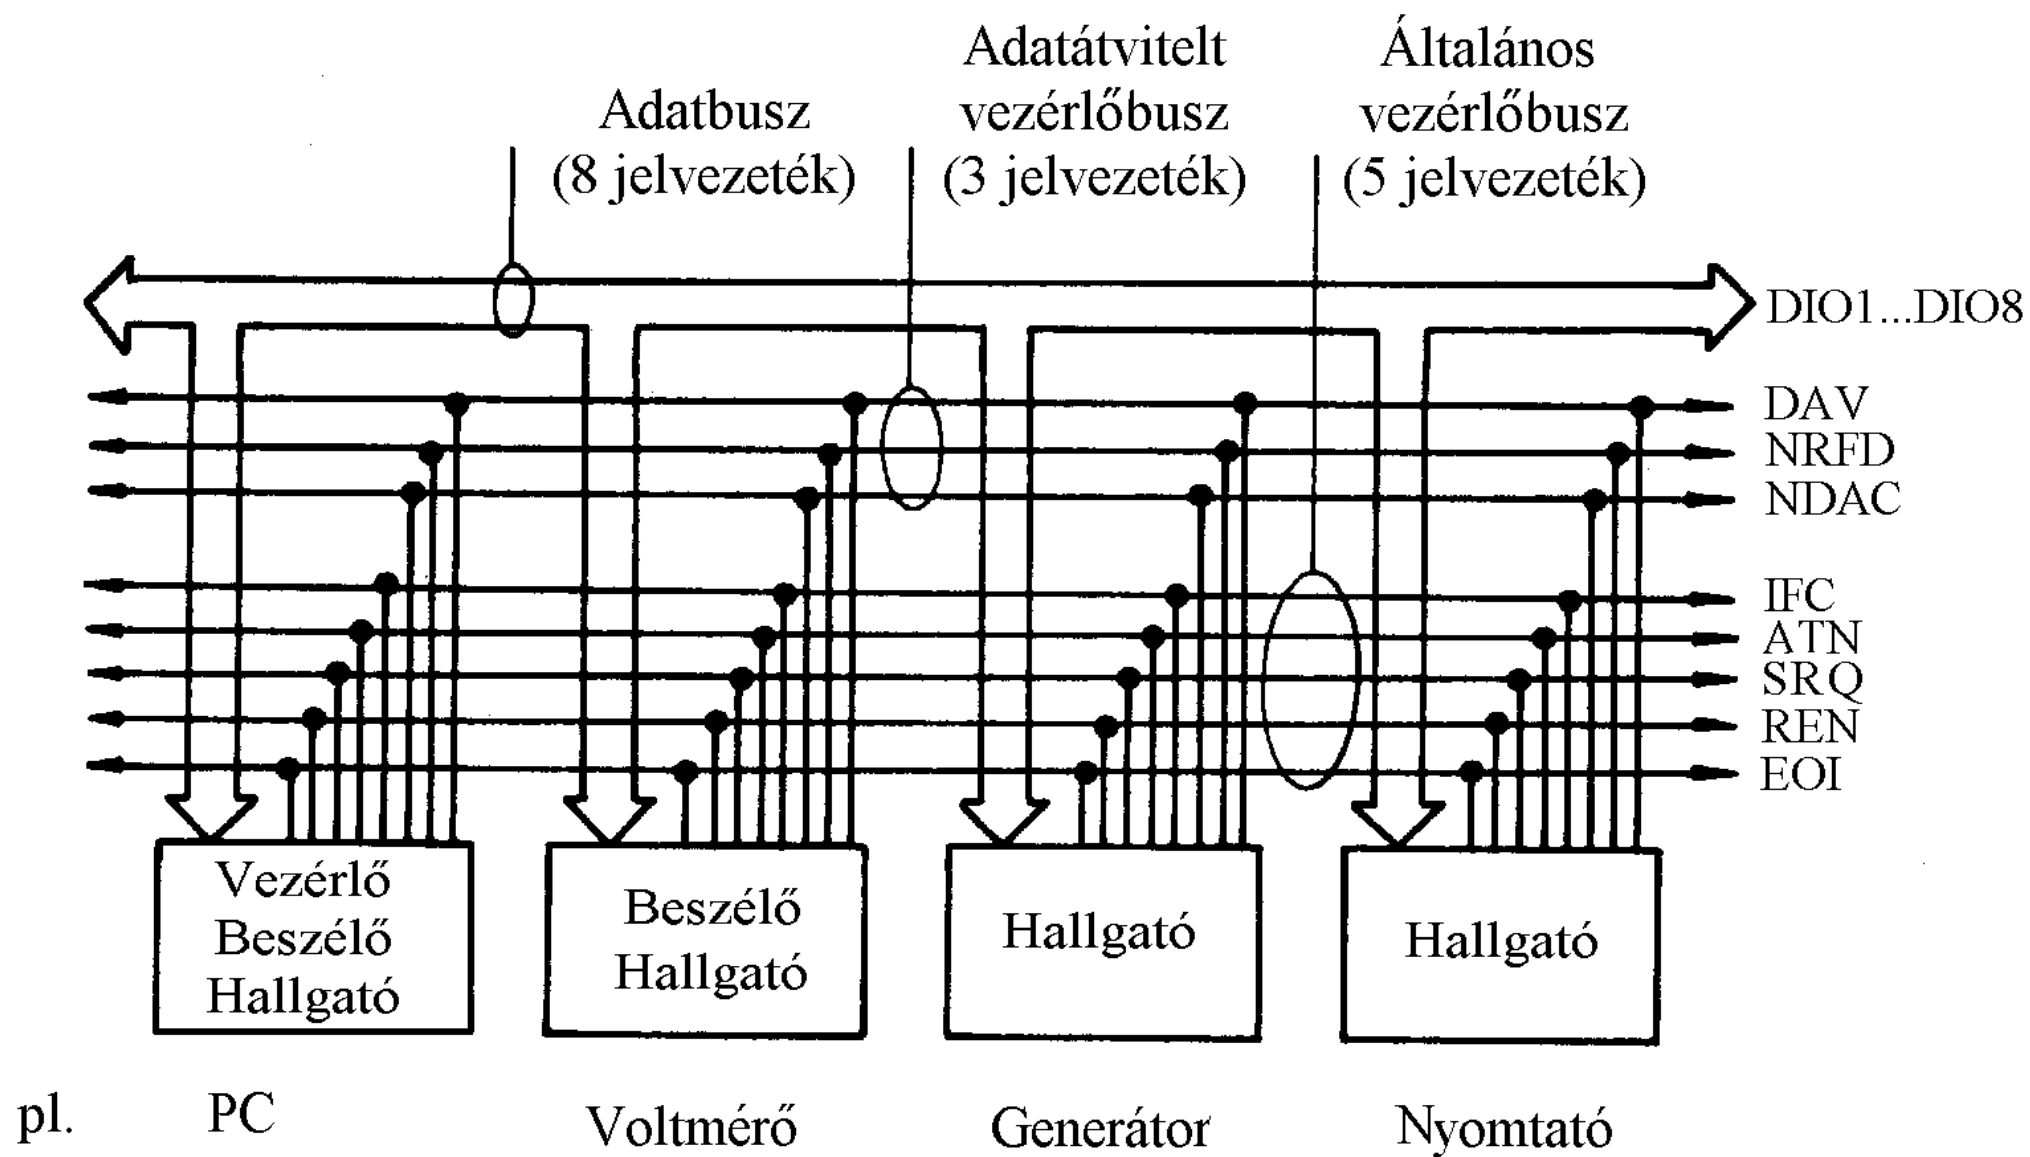 Adatbusz
(8 jelvezeték)
Adatátvitelt
vezérlőbusz
(3 jelvezeték)
Általános
vezérlőbusz
(5 jelvezeték)
DIO1...DIO8
DAV
NRFD
NDAC
IFC
ATN
SRQ
REN
EOI
Vezérlő
Beszélő
Hallgató
Beszélő
Hallgató
Hallgató
Hallgató
pl. PC Voltmérő Generátor Nyomtató